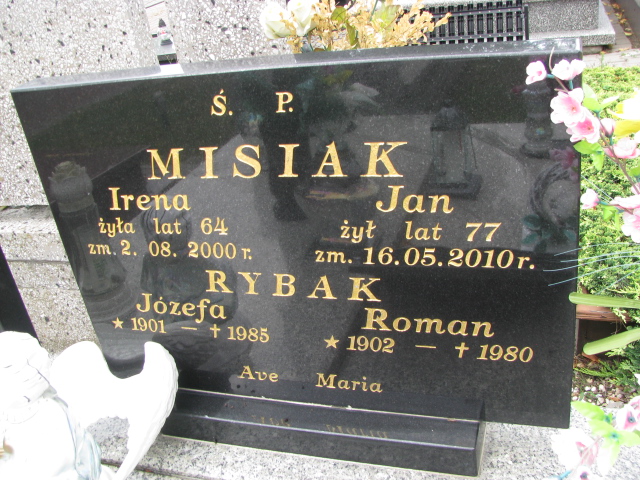 Ś. P.
MISIAK
Irena Jan
żyła lat 64 żył lat 77
zm. 2. 08. 2000 r. zm. 16.05.2010 r.
RYBAK
Józefa Roman
★ 1901 — † 1985 ★ 1902 — † 1980
Ave Maria